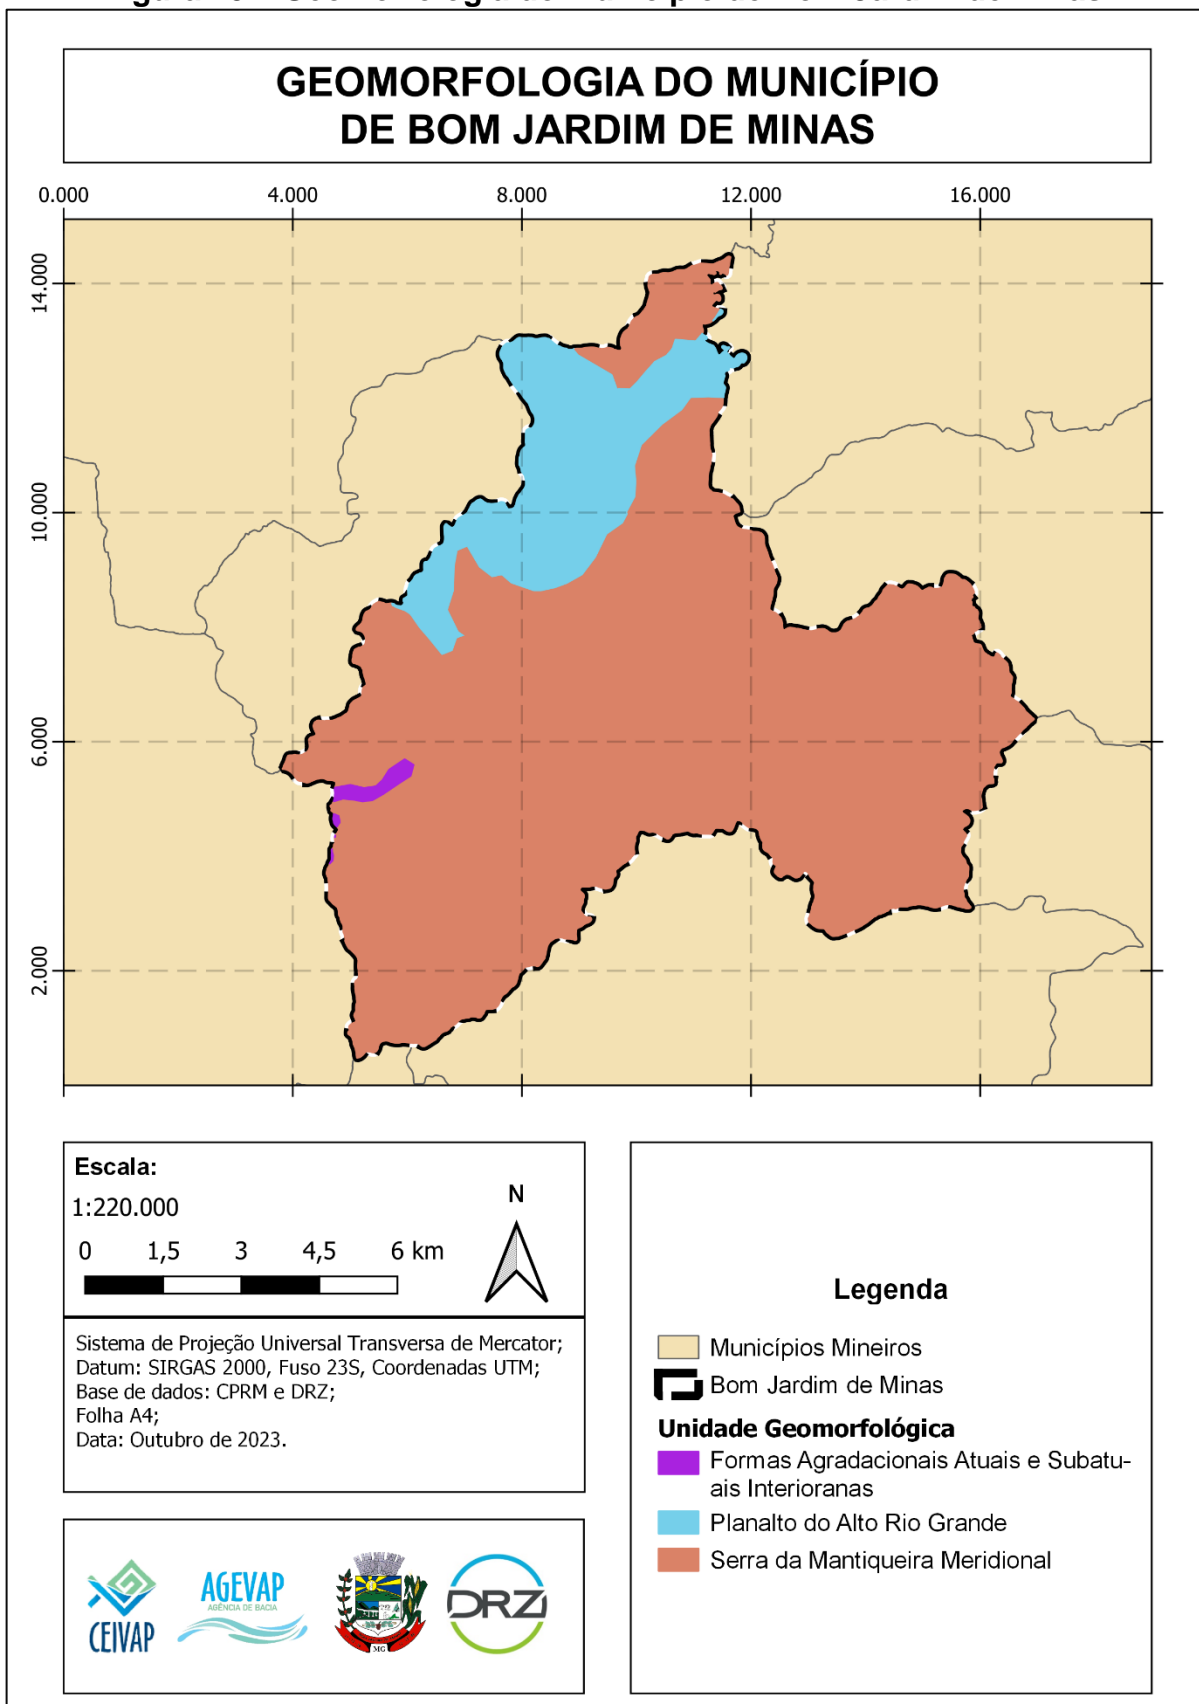 GEOMORFOLOGIA DO MUNICÍPIO
DE BOM JARDIM DE MINAS
0.000 4.000 8.000 12.000 16.000
14.000
10.000
6.000
2.000
Escala:
1:220.000
N
0 1,5 3 4,5 6 km
Sistema de Projeção Universal Transversa de Mercator;
Datum: SIRGAS 2000, Fuso 23S, Coordenadas UTM;
Base de dados: CPRM e DRZ;
Folha A4;
Data: Outubro de 2023.
Legenda
Municípios Mineiros
Bom Jardim de Minas
Unidade Geomorfológica
Formas Agradacionais Atuais e Subatu-
ais Interioranas
Planalto do Alto Rio Grande
Serra da Mantiqueira Meridional
CEIVAP
AGEVAP
AGÊNCIA DE BACIA
MG
DRZ